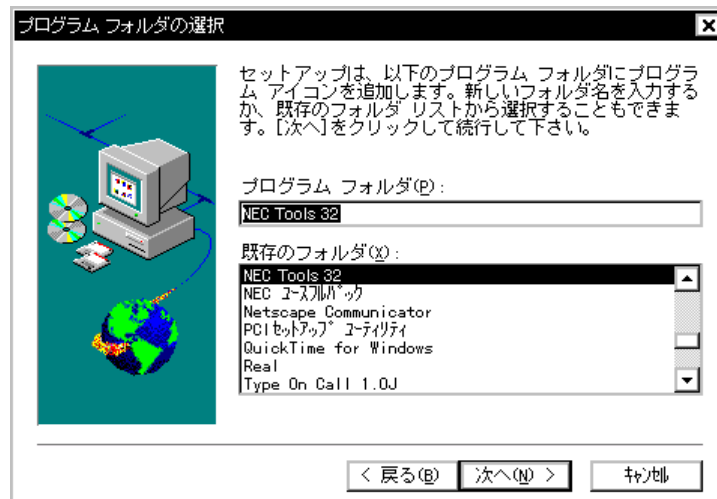 プログラム フォルダの選択
セットアップは、以下のプログラム フォルダにプログラ
ム アイコンを追加します。新しいフォルダ名を入力する
か、既存のフォルダ リストから選択することもできま
す。[次へ]をクリックして続行して下さい。
プログラム フォルダ(P):
NEC Tools 32
既存のフォルダ(X):
NEC Tools 32
NEC ユースフルパック
Netscape Communicator
PCIセットアップ ユーティリティ
QuickTime for Windows
Real
Type On Call 1.0J
< 戻る(B)
次へ(N) >
キャンセル